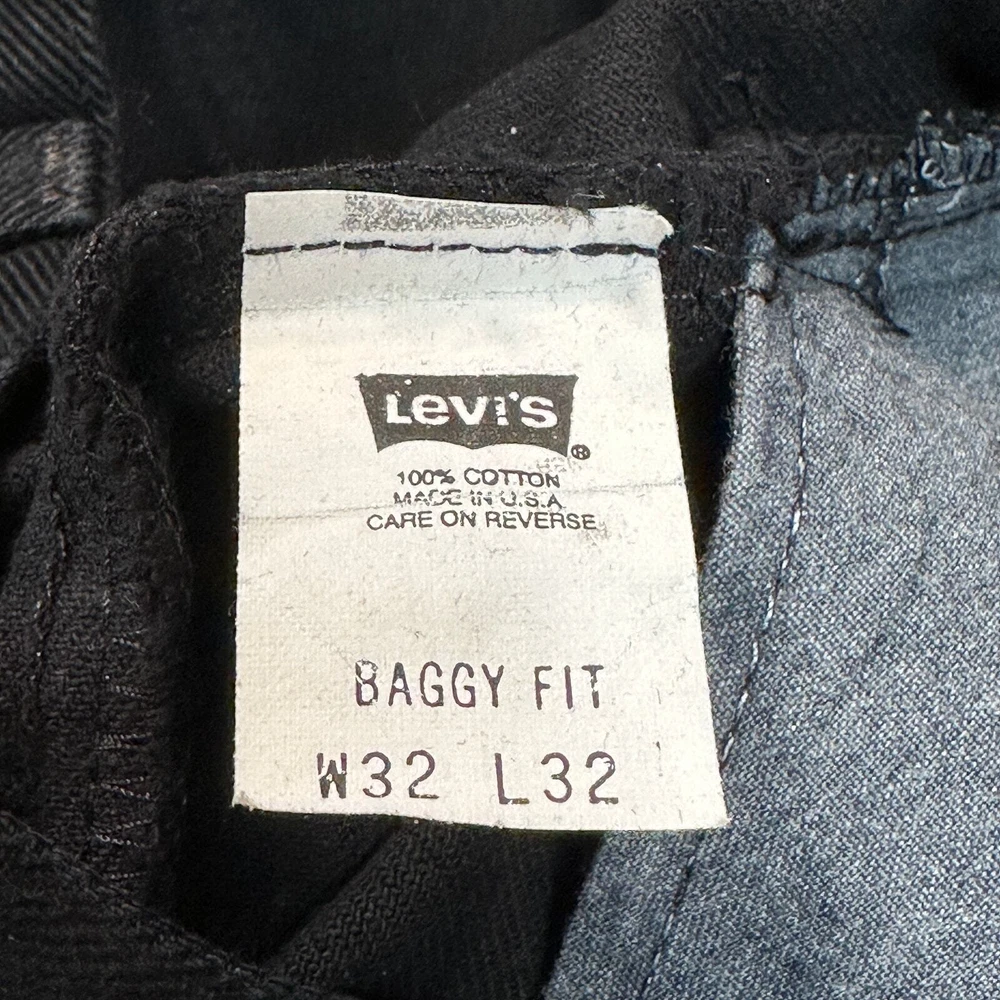 Levi's ®
100% COTTON
MADE IN U.S.A.
CARE ON REVERSE
BAGGY FIT
W32 L32